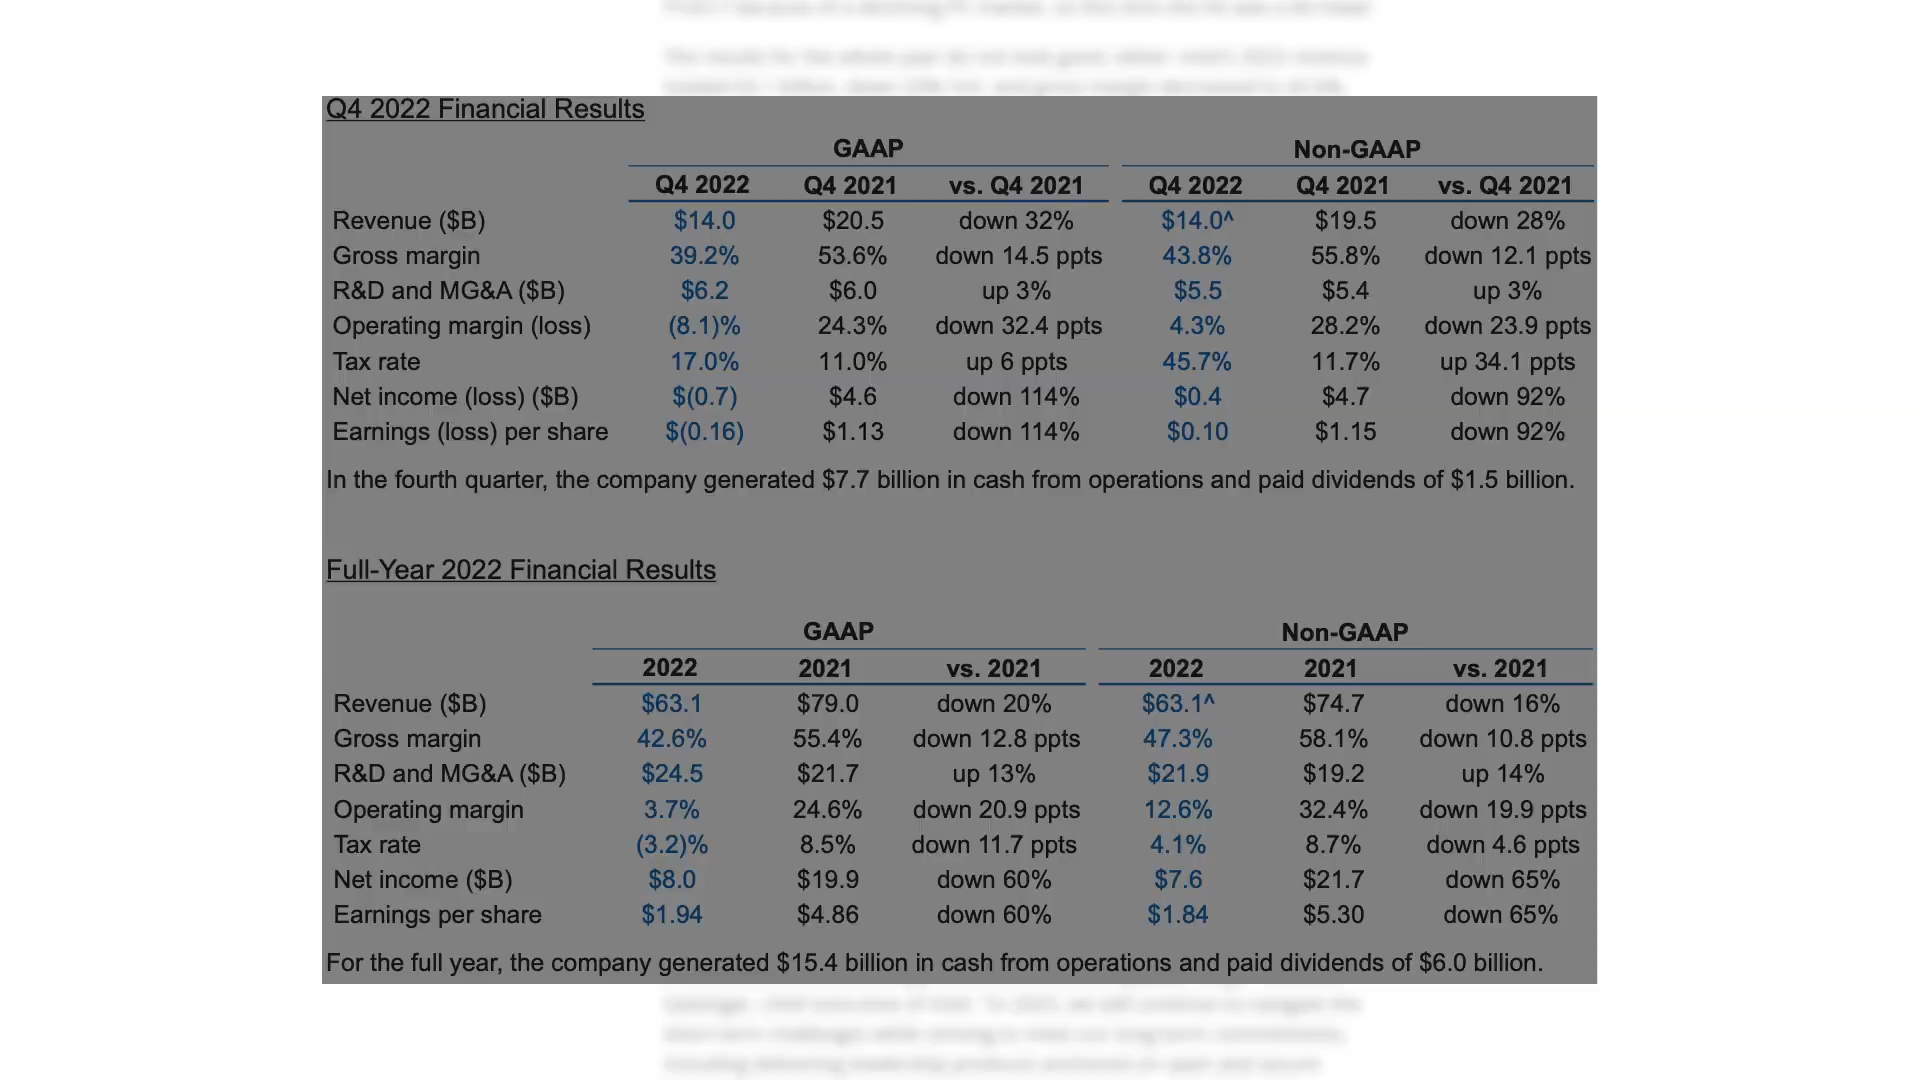 Q4 2022 Financial Results
GAAP Non-GAAP
Q4 2022 Q4 2021 vs. Q4 2021 Q4 2022 Q4 2021 vs. Q4 2021
Revenue ($B) $14.0 $20.5 down 32% $14.0^ $19.5 down 28%
Gross margin 39.2% 53.6% down 14.5 ppts 43.8% 55.8% down 12.1 ppts
R&D and MG&A ($B) $6.2 $6.0 up 3% $5.5 $5.4 up 3%
Operating margin (loss) (8.1)% 24.3% down 32.4 ppts 4.3% 28.2% down 23.9 ppts
Tax rate 17.0% 11.0% up 6 ppts 45.7% 11.7% up 34.1 ppts
Net income (loss) ($B) $(0.7) $4.6 down 114% $0.4 $4.7 down 92%
Earnings (loss) per share $(0.16) $1.13 down 114% $0.10 $1.15 down 92%
In the fourth quarter, the company generated $7.7 billion in cash from operations and paid dividends of $1.5 billion.
Full-Year 2022 Financial Results
GAAP Non-GAAP
2022 2021 vs. 2021 2022 2021 vs. 2021
Revenue ($B) $63.1 $79.0 down 20% $63.1^ $74.7 down 16%
Gross margin 42.6% 55.4% down 12.8 ppts 47.3% 58.1% down 10.8 ppts
R&D and MG&A ($B) $24.5 $21.7 up 13% $21.9 $19.2 up 14%
Operating margin 3.7% 24.6% down 20.9 ppts 12.6% 32.4% down 19.9 ppts
Tax rate (3.2)% 8.5% down 11.7 ppts 4.1% 8.7% down 4.6 ppts
Net income ($B) $8.0 $19.9 down 60% $7.6 $21.7 down 65%
Earnings per share $1.94 $4.86 down 60% $1.84 $5.30 down 65%
For the full year, the company generated $15.4 billion in cash from operations and paid dividends of $6.0 billion.